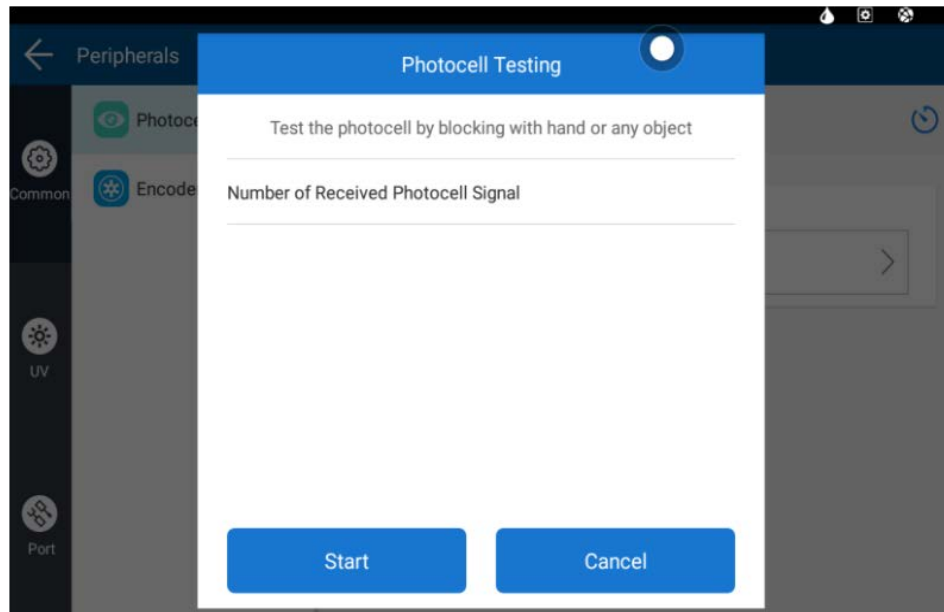 Peripherals
Photocell Testing
Photoce
Test the photocell by blocking with hand or any object
Common
Encode
Number of Received Photocell Signal
UV
Port
Start
Cancel